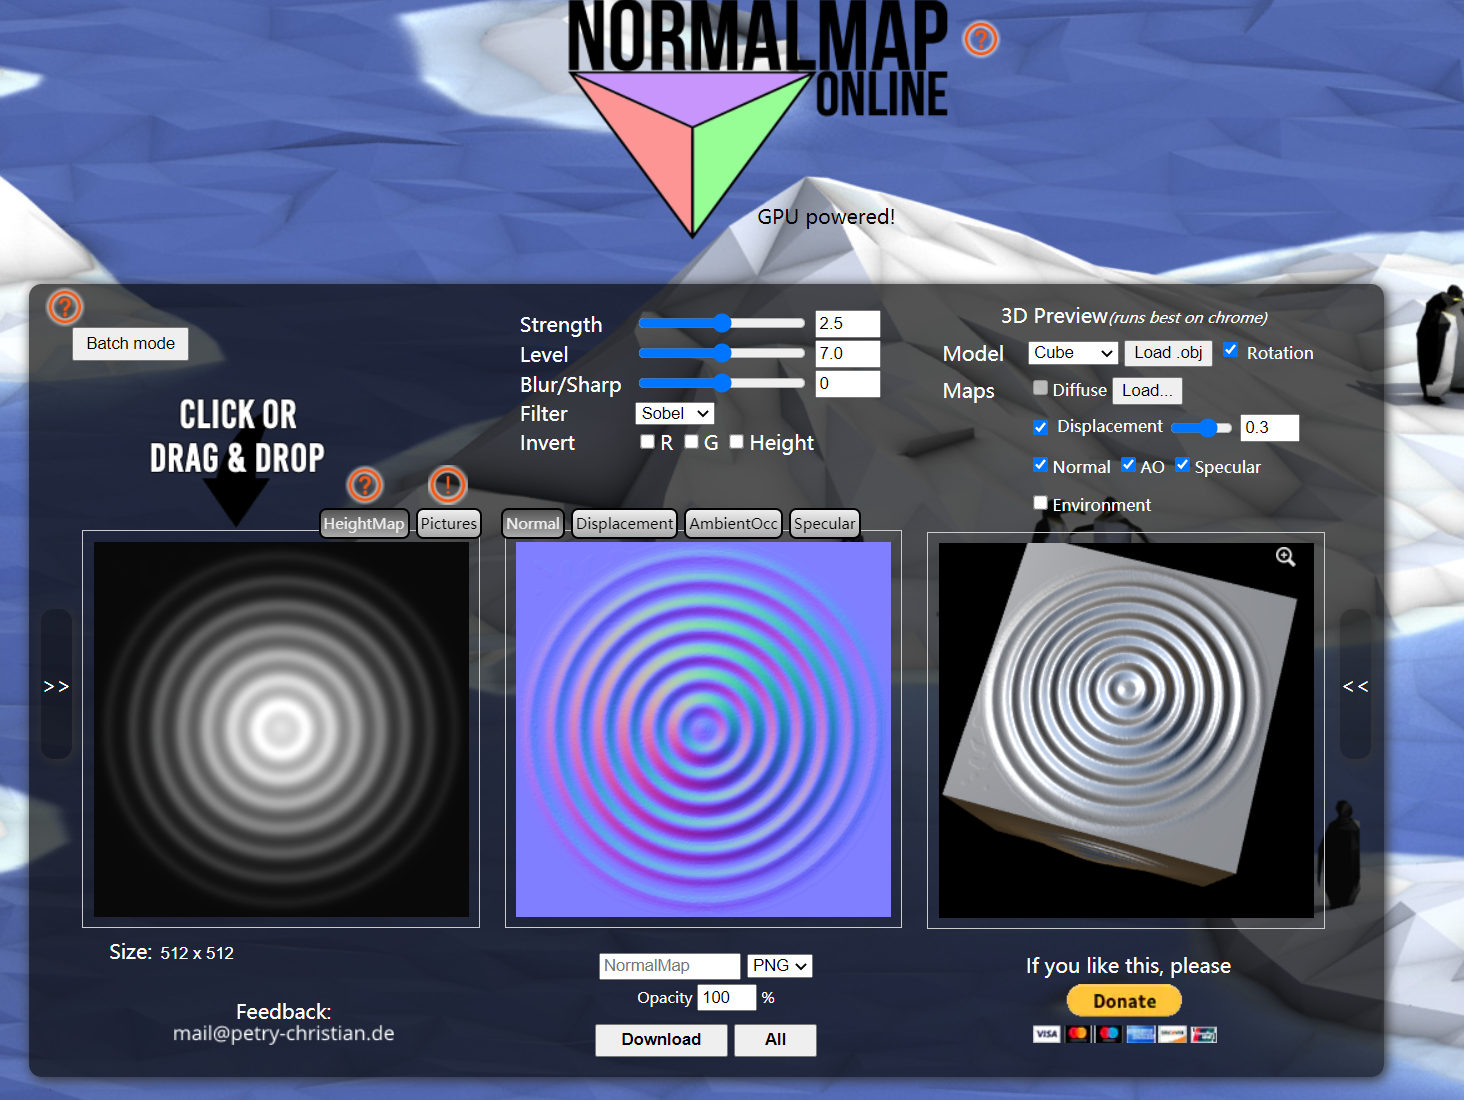 NORMALMAP
ONLINE
?
GPU powered!
?
Batch mode
CLICK OR
DRAG & DROP
Strength 2.5
Level 7.0
Blur/Sharp 0
Filter Sobel
Invert R G Height
3D Preview(runs best on chrome)
Model Cube Load .obj Rotation
Maps Diffuse Load...
Displacement 0.3
Normal AO Specular
Environment
? !
HeightMap Pictures
Normal Displacement AmbientOcc Specular
>>
<<
Size: 512 x 512
Feedback:
mail@petry-christian.de
NormalMap PNG
Opacity 100 %
Download All
If you like this, please
Donate
VISA